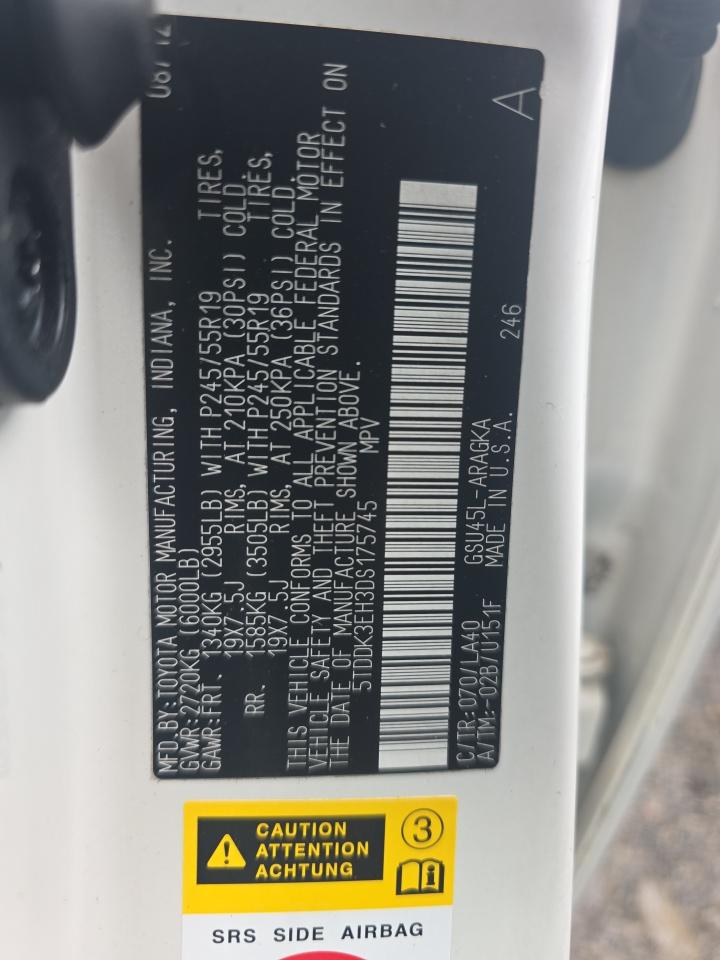 MFD.BY:TOYOTA MOTOR MANUFACTURING, INDIANA, INC. 08/12
GVWR:2720KG (6000LB)
GAWR:FRT. 1340KG (2955LB) WITH P245/55R19 TIRES,
19X7.5J RIMS, AT 210KPA (30PSI) COLD.
RR. 1585KG (3505LB) WITH P245/55R19 TIRES,
19X7.5J RIMS, AT 250KPA (36PSI) COLD.
THIS VEHICLE CONFORMS TO ALL APPLICABLE FEDERAL MOTOR
VEHICLE SAFETY AND THEFT PREVENTION STANDARDS IN EFFECT ON
THE DATE OF MANUFACTURE SHOWN ABOVE.
5TDDK3EH3DS175745 MPV
A
C/TR:070/LA40 GSU45L-ARAGKA
A/TM:-02B/U151F MADE IN U.S.A. 246
CAUTION
ATTENTION
ACHTUNG
3
SRS SIDE AIRBAG